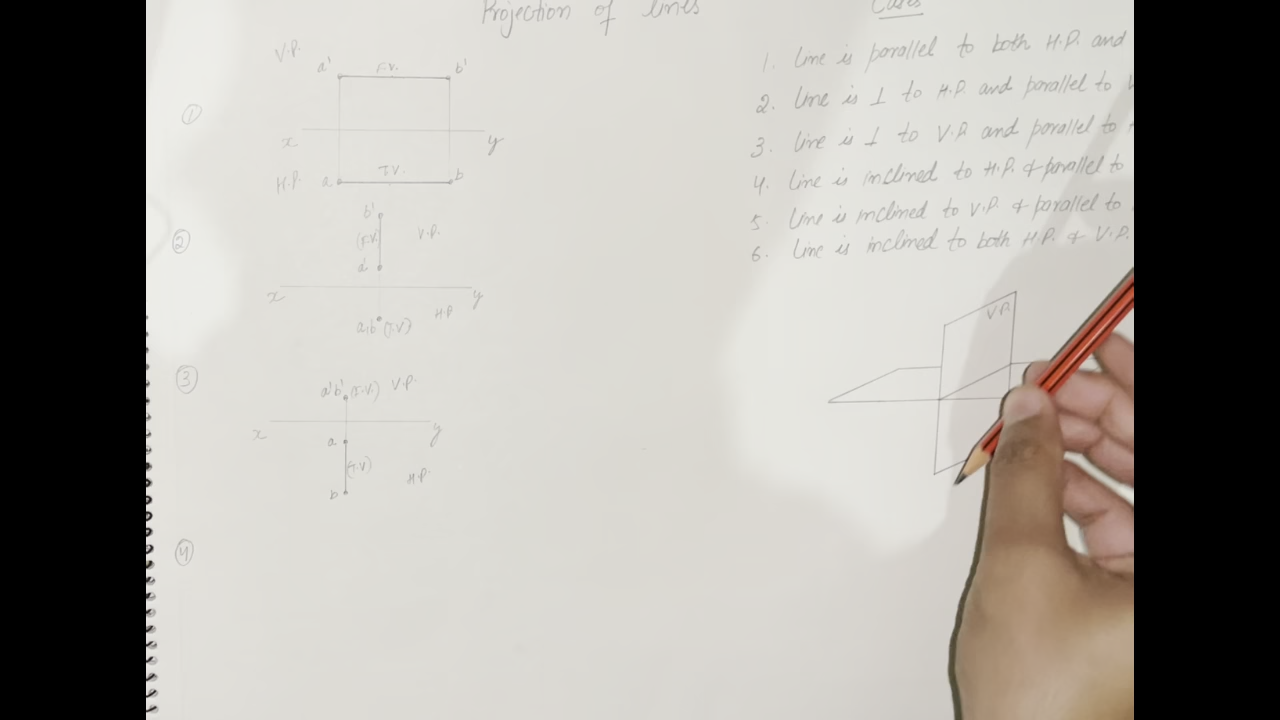 Projection of lines
V.P.
a' F.V. b'
①
x y
H.P. a T.V. b
b'
② (F.V.) V.P.
a'
x y
H.P.
a,b (T.V)
③
a'b' (F.V.) V.P.
x y
a
(T.V)
H.P.
b
④
Cases
1. Line is parallel to both H.P. and
2. Line is ⊥ to H.P. and parallel to
3. Line is ⊥ to V.P. and parallel to
4. Line is inclined to H.P. & parallel to
5. Line is inclined to V.P. & parallel to
6. Line is inclined to both H.P. & V.P.
V.P.